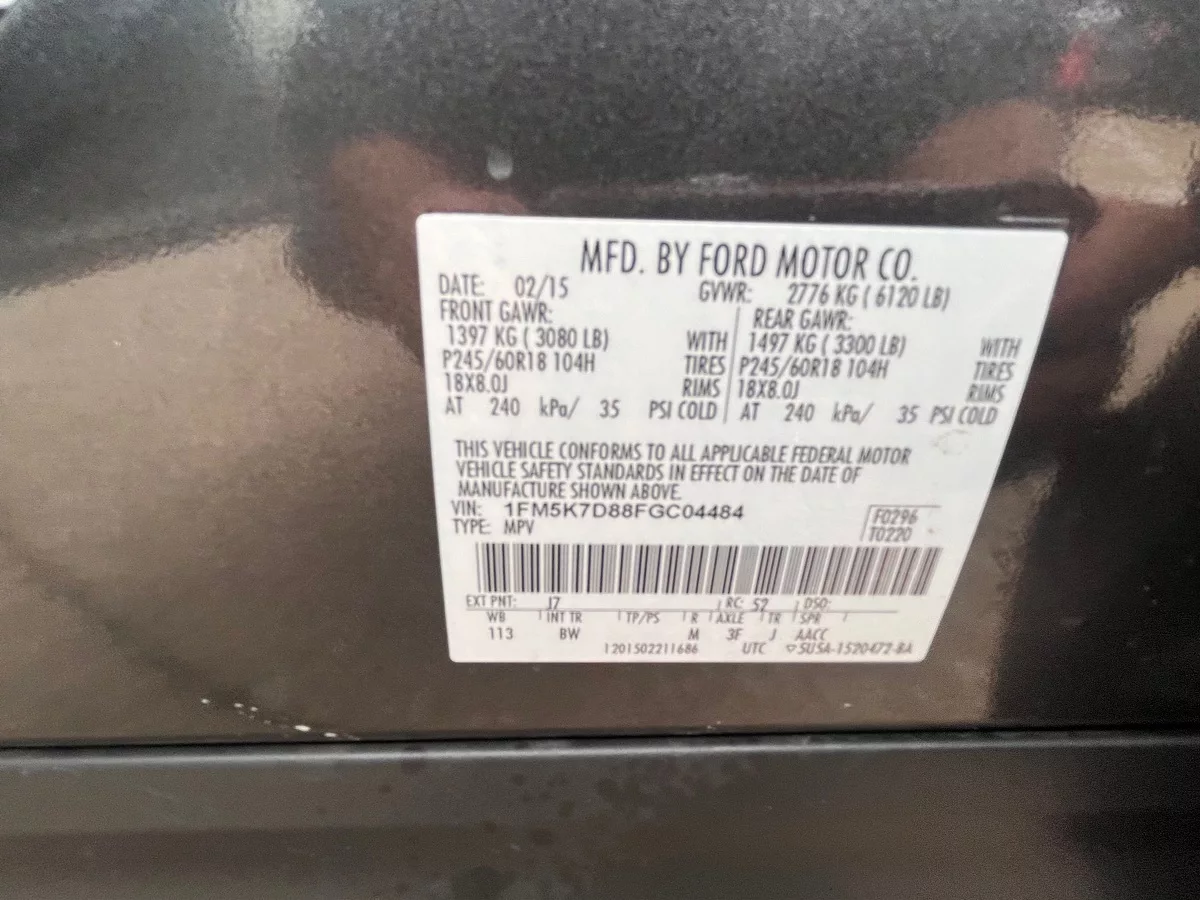 MFD. BY FORD MOTOR CO.
DATE: 02/15 GVWR: 2776 KG ( 6120 LB)
FRONT GAWR: REAR GAWR:
1397 KG ( 3080 LB) WITH 1497 KG ( 3300 LB) WITH
P245/60R18 104H TIRES P245/60R18 104H TIRES
18X8.0J RIMS 18X8.0J RIMS
AT 240 kPa/ 35 PSI COLD AT 240 kPa/ 35 PSI COLD
THIS VEHICLE CONFORMS TO ALL APPLICABLE FEDERAL MOTOR
VEHICLE SAFETY STANDARDS IN EFFECT ON THE DATE OF
MANUFACTURE SHOWN ABOVE.
VIN: 1FM5K7D88FGC04484 F0296
TYPE: MPV T0220
EXT PNT: J7 RC: 52 DSO:
WB INT TR TP/PS R AXLE TR SPR
113 BW M 3F J AACC
1201502211686 UTC ▽5USA-1520472-BA